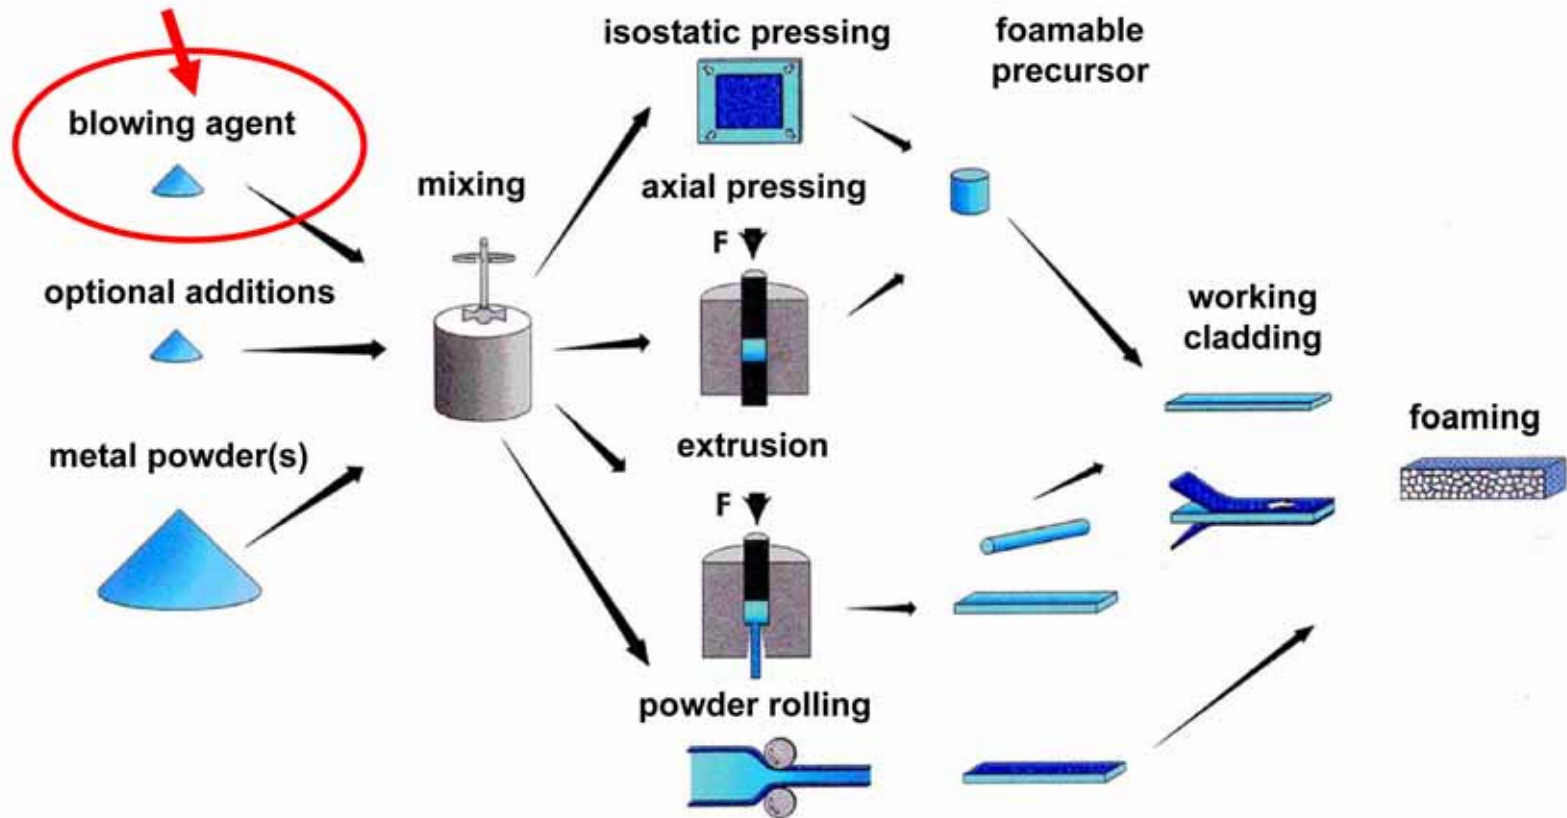 blowing agent
optional additions
metal powder(s)
mixing
isostatic pressing
axial pressing
F
extrusion
F
powder rolling
foamable
precursor
working
cladding
foaming